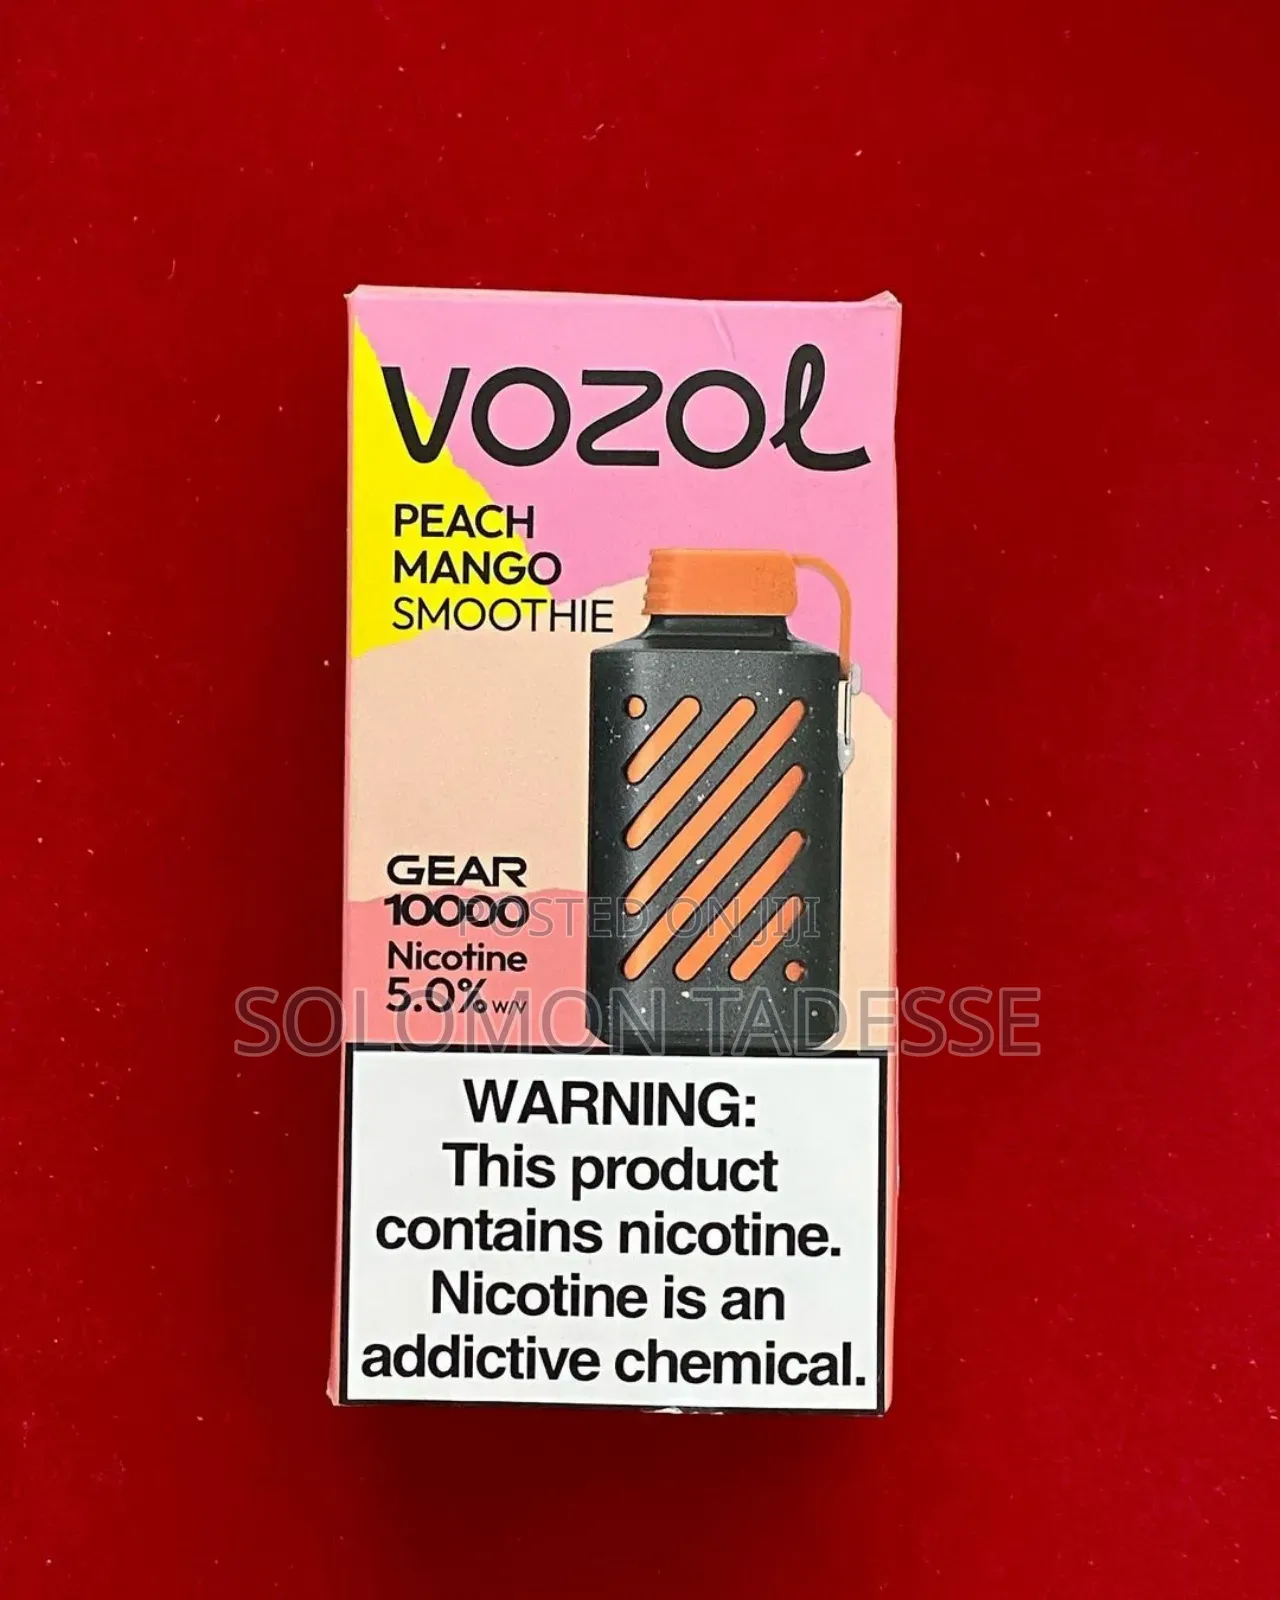 VOZOL
PEACH
MANGO
SMOOTHIE
GEAR
10000
POSTED ON JIJI
Nicotine
5.0% W/V
SOLOMON TADESSE
WARNING:
This product
contains nicotine.
Nicotine is an
addictive chemical.